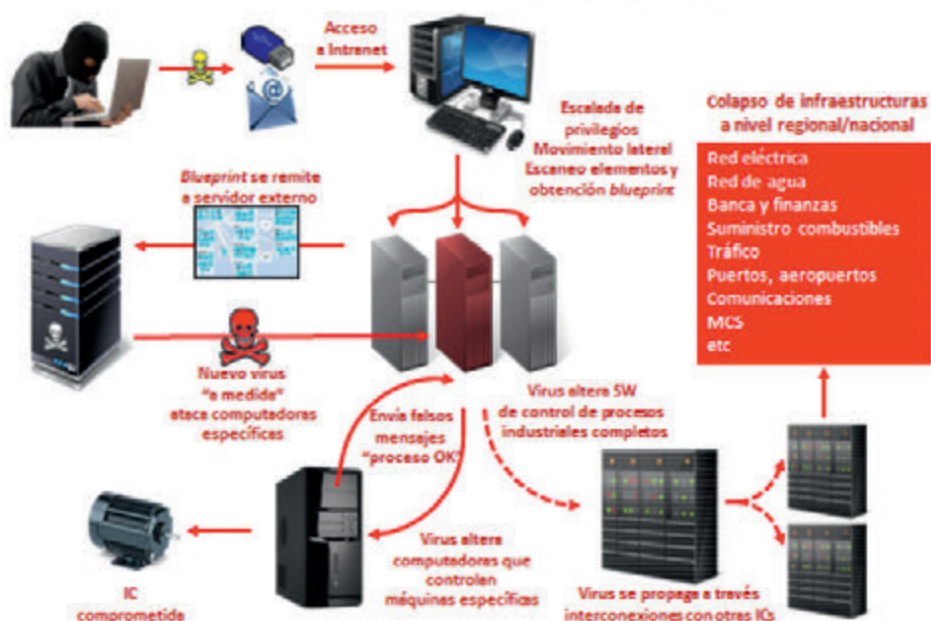 Acceso
a Intranet
Escalada de
privilegios
Movimiento lateral
Escaneo elementos y
obtención blueprint
Colapso de infraestructuras
a nivel regional/nacional
Red eléctrica
Red de agua
Banca y finanzas
Suministro combustibles
Tráfico
Puertos, aeropuertos
Comunicaciones
MCS
etc
Blueprint se remite
a servidor externo
Nuevo virus
"a medida"
ataca computadoras
específicas
Envía falsos
mensajes
"proceso OK"
Virus altera SW
de control de procesos
industriales completos
IC
comprometida
Virus altera
computadoras que
controlan
máquinas específicas
Virus se propaga a través
interconexiones con otras ICs